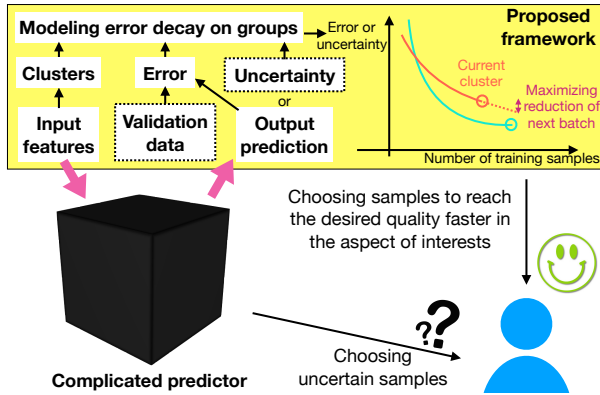 Modeling error decay on groups
Clusters
Error
Uncertainty
or
Input
features
Validation
data
Output
prediction
Error or
uncertainty
Proposed
framework
Current
cluster
Maximizing
reduction of
next batch
Number of training samples
Choosing samples to reach
the desired quality faster in
the aspect of interests
???
Choosing
uncertain samples
Complicated predictor